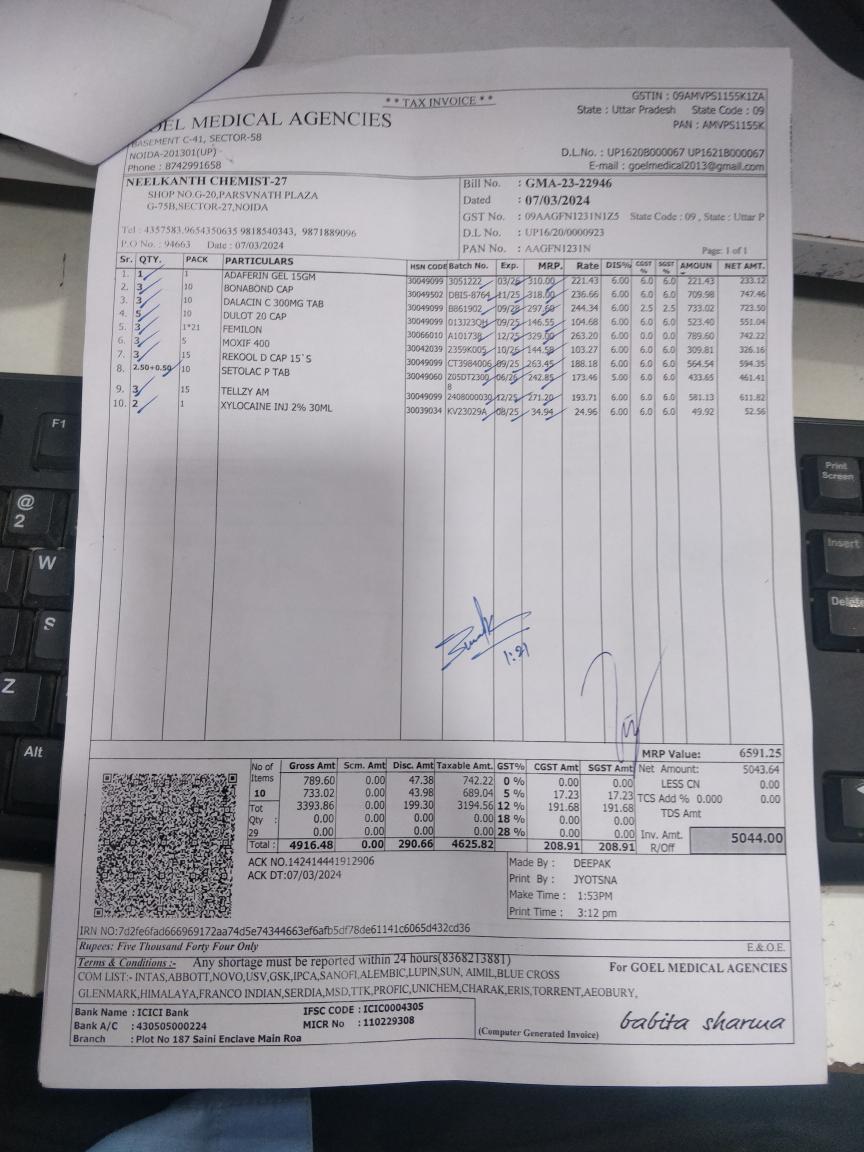 **TAX INVOICE**
GSTIN : 09AMVPS1155K1ZA
State : Uttar Pradesh State Code : 09
PAN : AMVPS1155K
OEL MEDICAL AGENCIES
BASEMENT C-41, SECTOR-58
NOIDA-201301(UP)
Phone : 8742991658
D.L.No. : UP1620B000067 UP1621B000067
E-mail : goelmedical2013@gmail.com
NEELKANTH CHEMIST-27
SHOP NO.G-20,PARSVNATH PLAZA
G-75B,SECTOR-27,NOIDA
Tel : 4357583,9654350635 9818540343, 9871889096
P.O No. : 94663 Date : 07/03/2024
Bill No. : GMA-23-22946
Dated : 07/03/2024
GST No. : 09AAGFN1231N1Z5 State Code : 09 , State : Uttar P
D.L No. : UP16/20/0000923
PAN No. : AAGFN1231N Page: 1 of 1
Sr. QTY. PACK PARTICULARS HSN CODE Batch No. Exp. MRP. Rate DIS% CGST % SGST % AMOUN NET AMT.
1. 1 1 ADAFERIN GEL 15GM 30049099 3051222 03/26 310.00 221.43 6.00 6.0 6.0 221.43 233.12
2. 3 10 BONABOND CAP 30049502 DBIS-8764 11/25 318.00 236.66 6.00 6.0 6.0 709.98 747.46
3. 3 10 DALACIN C 300MG TAB 30049099 B861902 09/28 297.60 244.34 6.00 2.5 2.5 733.02 723.50
4. 5 10 DULOT 20 CAP 30049099 013J23QH 09/25 146.55 104.68 6.00 6.0 6.0 523.40 551.04
5. 3 1*21 FEMILON 30066010 A101738 12/25 329.00 263.20 6.00 0.0 0.0 789.60 742.22
6. 3 5 MOXIF 400 30042039 2359K005 10/26 144.58 103.27 6.00 6.0 6.0 309.81 326.16
7. 3 15 REKOOL D CAP 15`S 30049099 CT3984006 09/25 263.45 188.18 6.00 6.0 6.0 564.54 594.35
8. 2.50+0.50 10 SETOLAC P TAB 30049060 Z05DT2300 06/26 242.85 173.46 5.00 6.0 6.0 433.65 461.41
8
9. 3 15 TELLZY AM 30049099 2408000030 12/25 271.20 193.71 6.00 6.0 6.0 581.13 611.82
10. 2 1 XYLOCAINE INJ 2% 30ML 30039034 KV23029A 08/25 34.94 24.96 6.00 6.0 6.0 49.92 52.56
1:21
MRP Value: 6591.25
No of Items Gross Amt Scm. Amt Disc. Amt Taxable Amt. GST% CGST Amt SGST Amt Net Amount: 5043.64
789.60 0.00 47.38 742.22 0 % 0.00 0.00 LESS CN 0.00
10 733.02 0.00 43.98 689.04 5 % 17.23 17.23 TCS Add % 0.000 0.00
Tot 3393.86 0.00 199.30 3194.56 12 % 191.68 191.68 TDS Amt
Qty : 0.00 0.00 0.00 0.00 18 % 0.00 0.00
29 0.00 0.00 0.00 0.00 28 % 0.00 0.00 Inv. Amt. 5044.00
Total : 4916.48 0.00 290.66 4625.82 208.91 208.91 R/Off
ACK NO.142414441912906
ACK DT:07/03/2024
Made By : DEEPAK
Print By : JYOTSNA
Make Time : 1:53PM
Print Time : 3:12 pm
IRN NO:7d2fe6fad666969172aa74d5e74344663ef6afb5df78de61141c6065d432cd36
Rupees: Five Thousand Forty Four Only E.& O.E.
Terms & Conditions :- Any shortage must be reported within 24 hours(8368213881)
COM LIST:- INTAS,ABBOTT,NOVO,USV,GSK,IPCA,SANOFI,ALEMBIC,LUPIN,SUN, AIMIL,BLUE CROSS
GLENMARK,HIMALAYA,FRANCO INDIAN,SERDIA,MSD,TTK,PROFIC,UNICHEM,CHARAK,ERIS,TORRENT,AEOBURY,
For GOEL MEDICAL AGENCIES
Bank Name : ICICI Bank IFSC CODE : ICIC0004305
Bank A/C : 430505000224 MICR No : 110229308
Branch : Plot No 187 Saini Enclave Main Roa
(Computer Generated Invoice)
babita sharma
F1
@
2
W
S
Z
Alt
Print
Screen
Insert
Delete